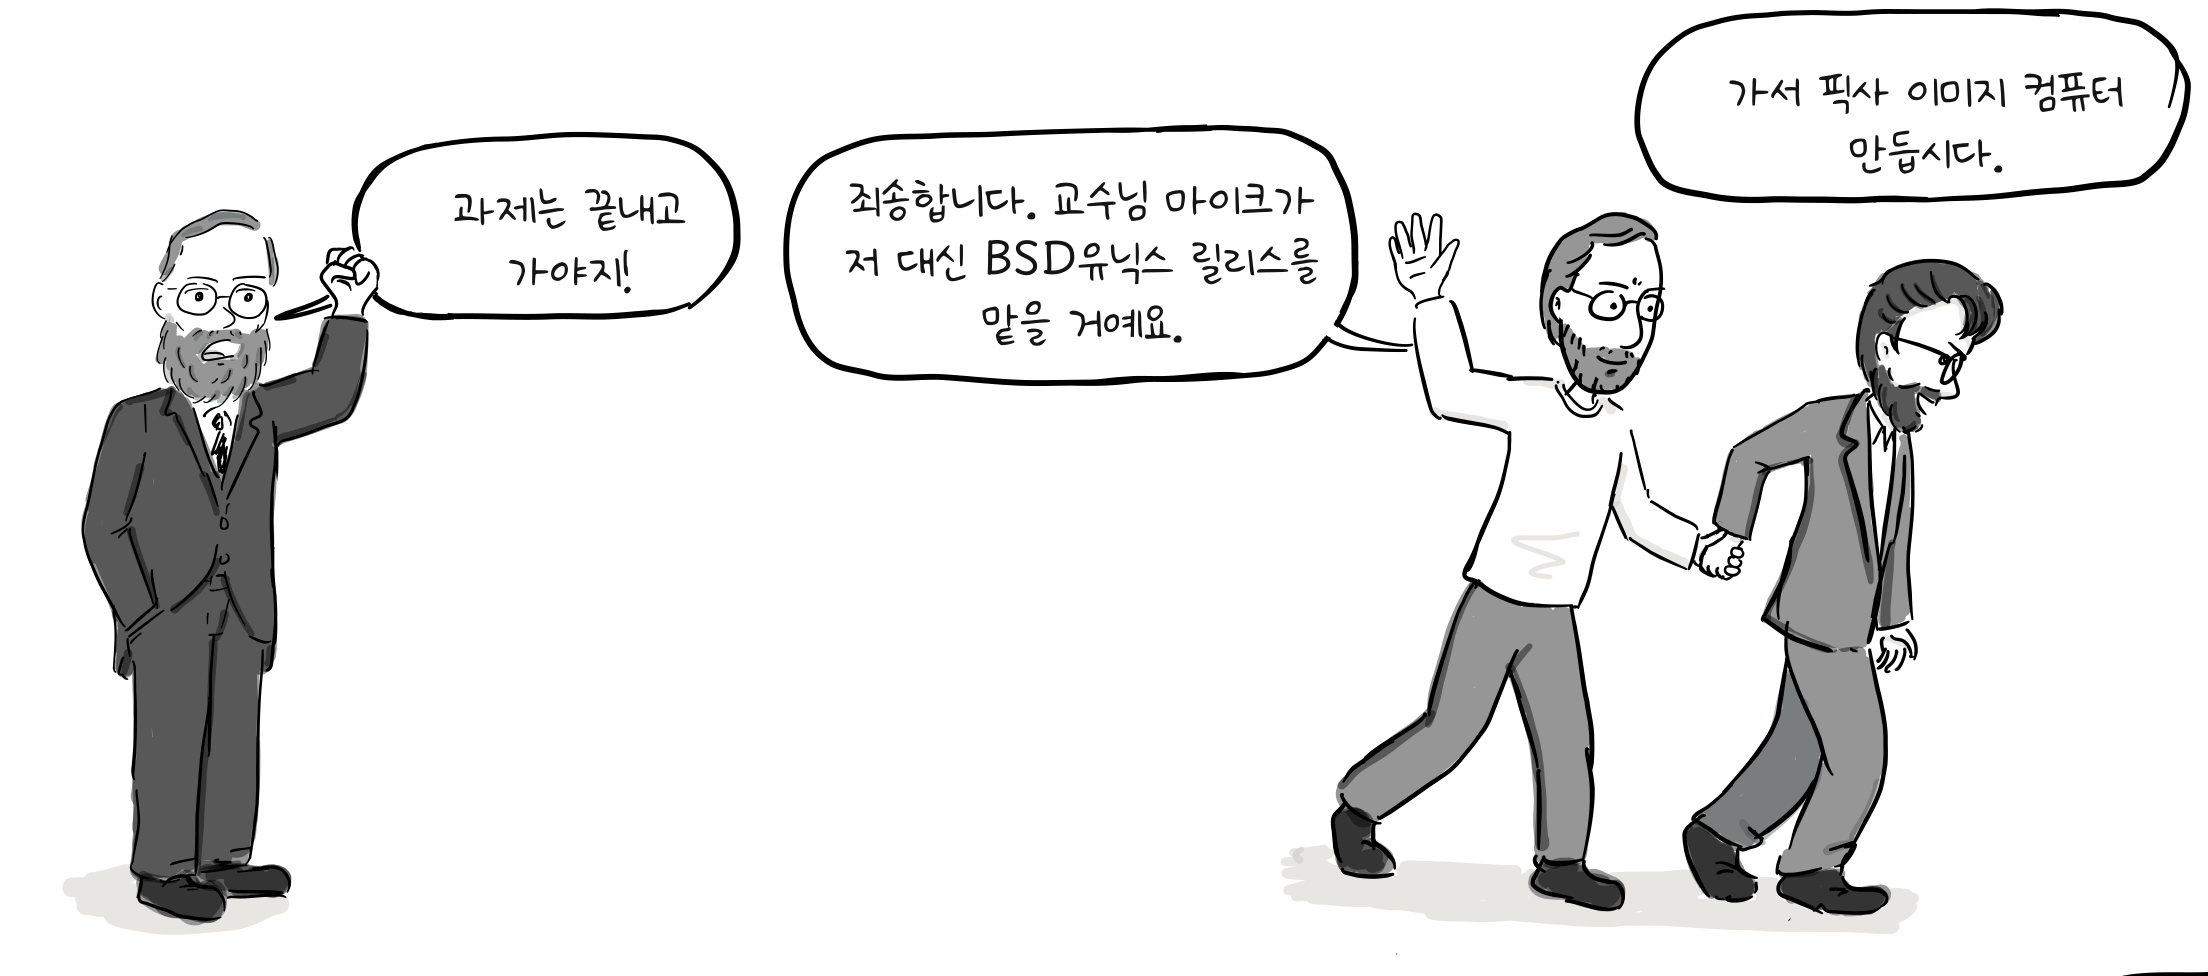 과제는 끝내고
가야지!
죄송합니다. 교수님 마이크가
저 대신 BSD유닉스 릴리스를
맡을 거예요.
가서 픽사 이미지 컴퓨터
만듭시다.